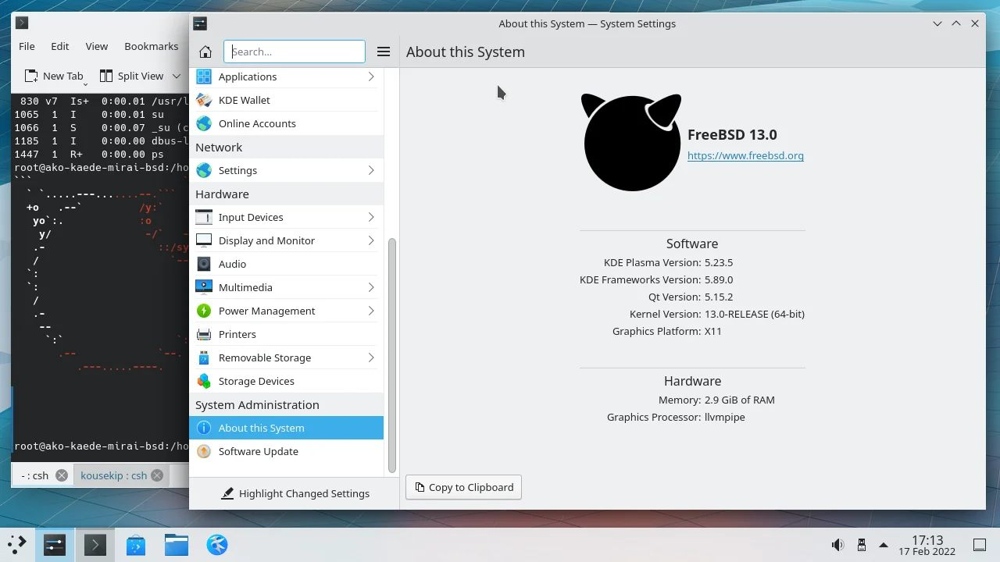 About this System — System Settings
File Edit View Bookmarks
Search...
About this System
New Tab Split View
830 v7 Is+ 0:00.01 /usr/l
1065 1 I 0:00.01 su
1066 1 S 0:00.07 _su (c
1185 1 I 0:00.00 dbus-l
1447 1 R+ 0:00.00 ps
root@ako-kaede-mirai-bsd:/ho
```                        `
  ` `.....---.......--.```
  +o   .--`         /y:`
   yo`:.            :o
    y/               -/`   -
   .-                  ::/sy
   /                     `--
  `:
  `:
   /
   .-
    --
     `:`                  `:
       .--             `--.
          .---.....----.
root@ako-kaede-mirai-bsd:/ho
- : csh
kousekip : csh
Applications
KDE Wallet
Online Accounts
Network
Settings
Hardware
Input Devices
Display and Monitor
Audio
Multimedia
Power Management
Printers
Removable Storage
Storage Devices
System Administration
About this System
Software Update
Highlight Changed Settings
FreeBSD 13.0
https://www.freebsd.org
Software
KDE Plasma Version: 5.23.5
KDE Frameworks Version: 5.89.0
Qt Version: 5.15.2
Kernel Version: 13.0-RELEASE (64-bit)
Graphics Platform: X11
Hardware
Memory: 2.9 GiB of RAM
Graphics Processor: llvmpipe
Copy to Clipboard
17:13
17 Feb 2022